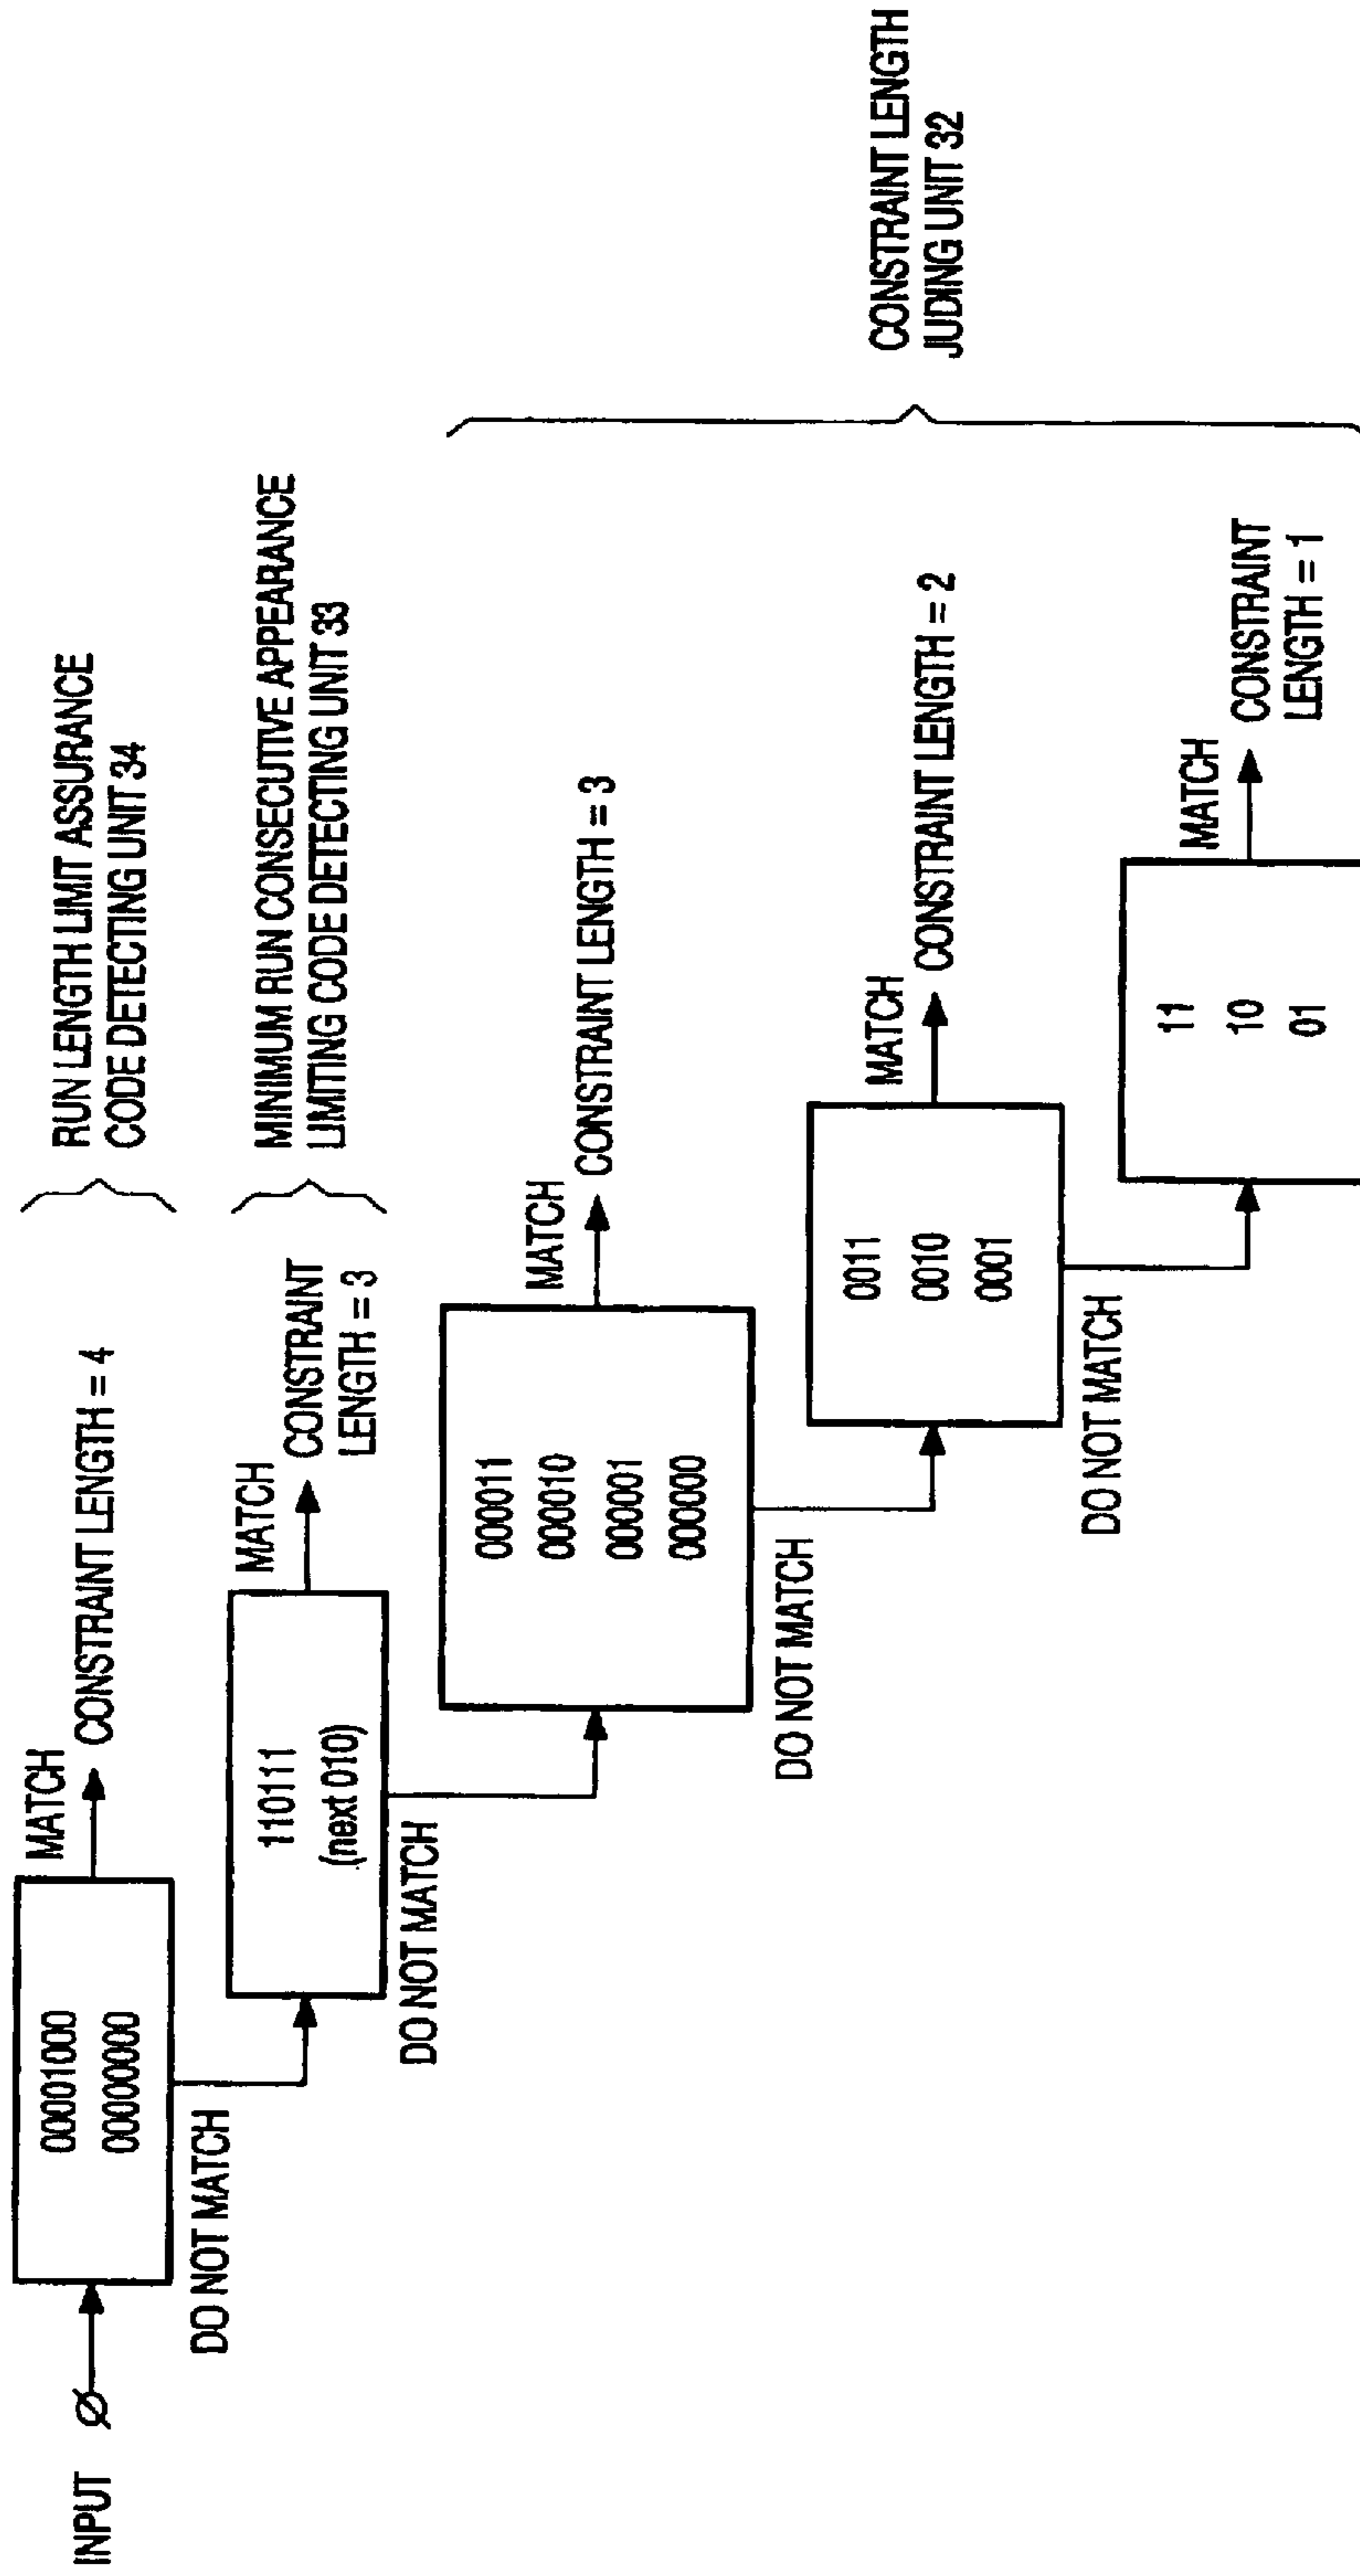 INPUT
00001000
00000000
MATCH
CONSTRAINT LENGTH = 4
RUN LENGTH LIMIT ASSURANCE
CODE DETECTING UNIT 34
DO NOT MATCH
110111
(next 010)
MATCH
CONSTRAINT
LENGTH = 3
MINIMUM RUN CONSECUTIVE APPEARANCE
LIMITING CODE DETECTING UNIT 33
DO NOT MATCH
000011
000010
000001
000000
MATCH
CONSTRAINT LENGTH = 3
DO NOT MATCH
0011
0010
0001
MATCH
CONSTRAINT LENGTH = 2
DO NOT MATCH
11
10
01
MATCH
CONSTRAINT
LENGTH = 1
CONSTRAINT LENGTH
JUDING UNIT 32